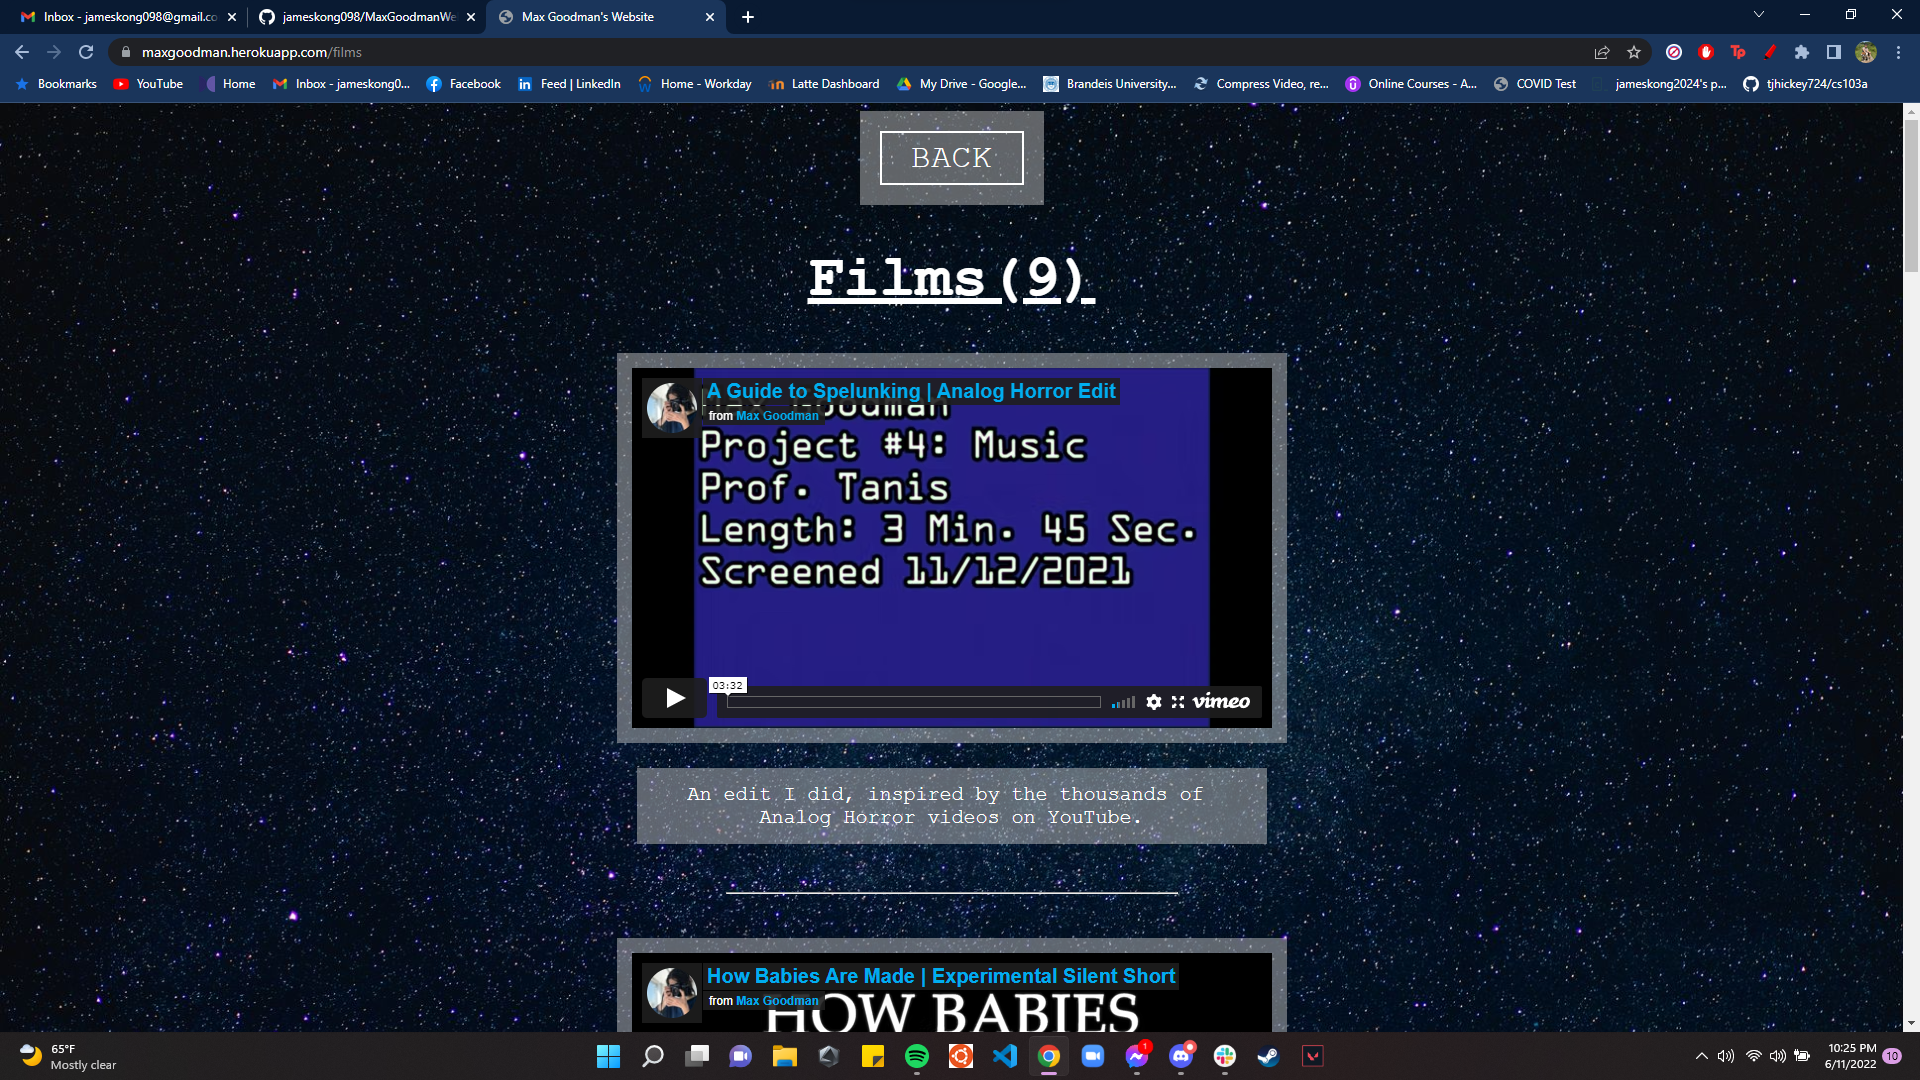 Inbox - jameskong098@gmail.co
jameskong098/MaxGoodmanWe
Max Goodman's Website
maxgoodman.herokuapp.com/films
Bookmarks
YouTube
Home
Inbox - jameskong0...
Facebook
Feed | LinkedIn
Home - Workday
Latte Dashboard
My Drive - Google...
Brandeis University...
Compress Video, re...
Online Courses - A...
COVID Test
jameskong2024's p...
tjhickey724/cs103a
BACK
Films(9)
A Guide to Spelunking | Analog Horror Edit
from Max Goodman
Project #4: Music
Prof. Tanis
Length: 3 Min. 45 Sec.
Screened 11/12/2021
03:32
vimeo
An edit I did, inspired by the thousands of
Analog Horror videos on YouTube.
How Babies Are Made | Experimental Silent Short
from Max Goodman
HOW BABIES
65°F
Mostly clear
1
10:25 PM
6/11/2022
10